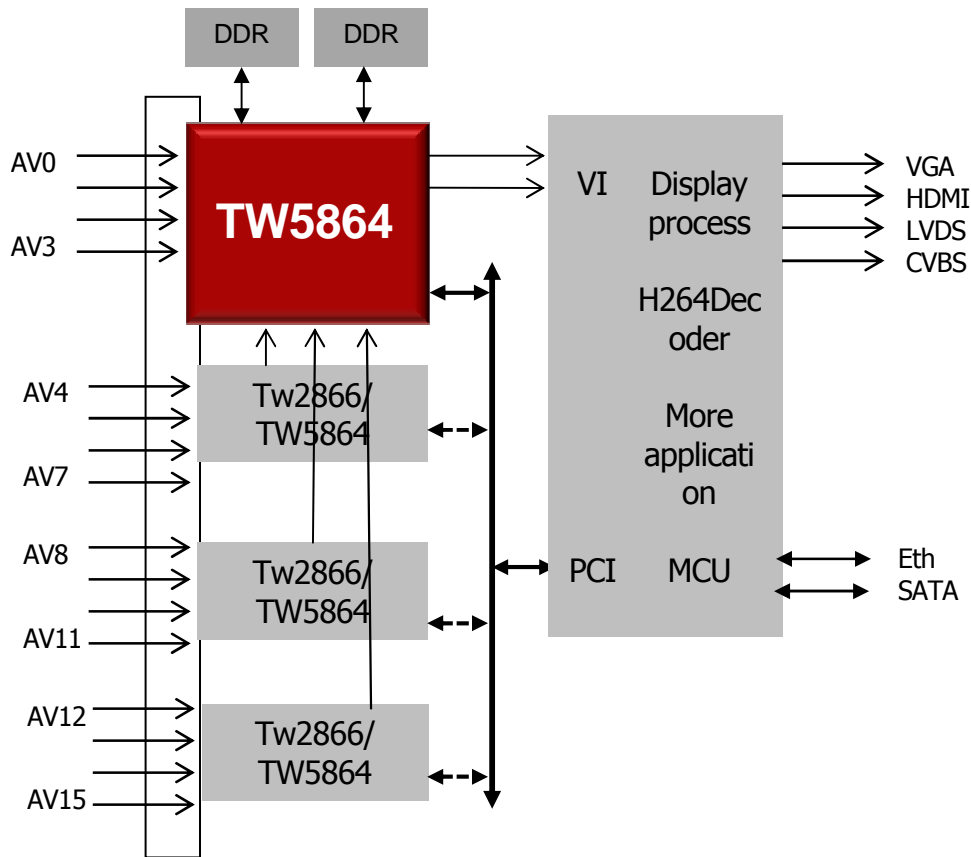 DDR
DDR
AV0
AV3
TW5864
VI
Display
process
H264Dec
oder
More
applicati
on
PCI
MCU
VGA
HDMI
LVDS
CVBS
AV4
AV7
Tw2866/
TW5864
AV8
AV11
Tw2866/
TW5864
Eth
SATA
AV12
AV15
Tw2866/
TW5864